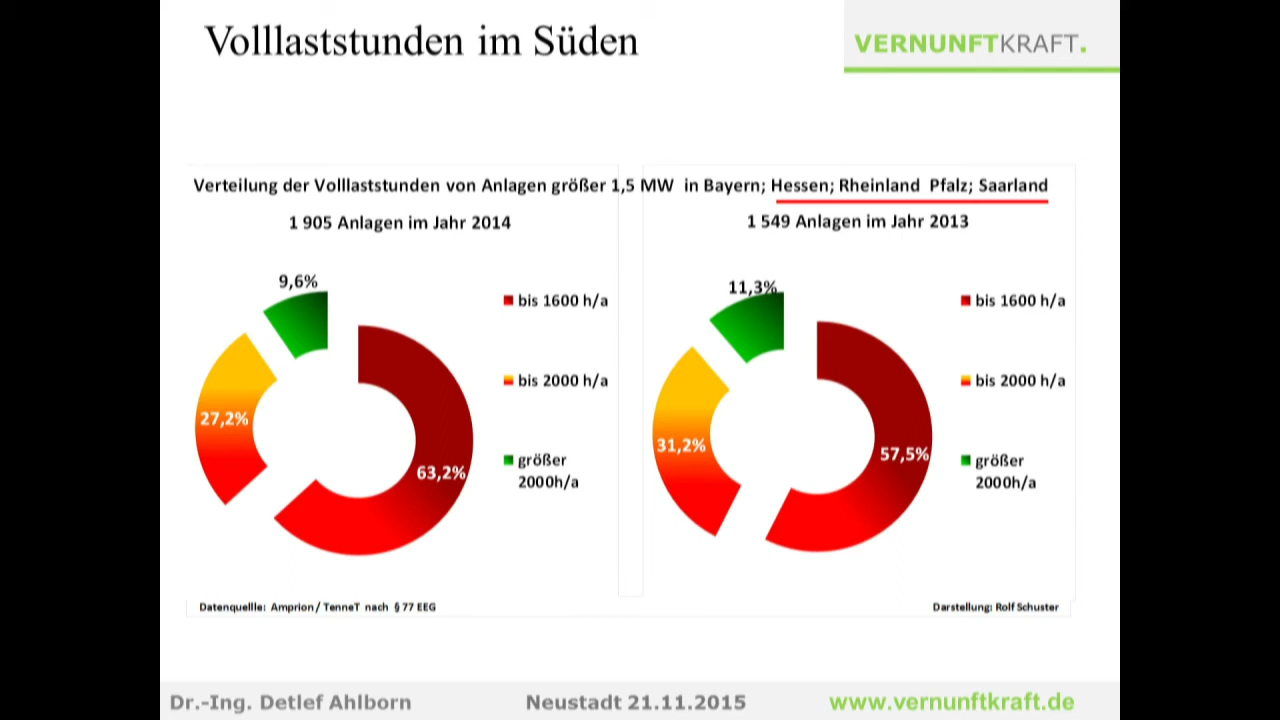 Volllaststunden im Süden
VERNUNFTKRAFT.
Verteilung der Volllaststunden von Anlagen größer 1,5 MW in Bayern; Hessen; Rheinland Pfalz; Saarland
1 905 Anlagen im Jahr 2014
9,6%
27,2%
63,2%
bis 1600 h/a
bis 2000 h/a
größer
2000h/a
1 549 Anlagen im Jahr 2013
11,3%
31,2%
57,5%
bis 1600 h/a
bis 2000 h/a
größer
2000h/a
Datenquellle: Amprion / TenneT nach § 77 EEG
Darstellung: Rolf Schuster
Dr.-Ing. Detlef Ahlborn
Neustadt 21.11.2015
www.vernunftkraft.de